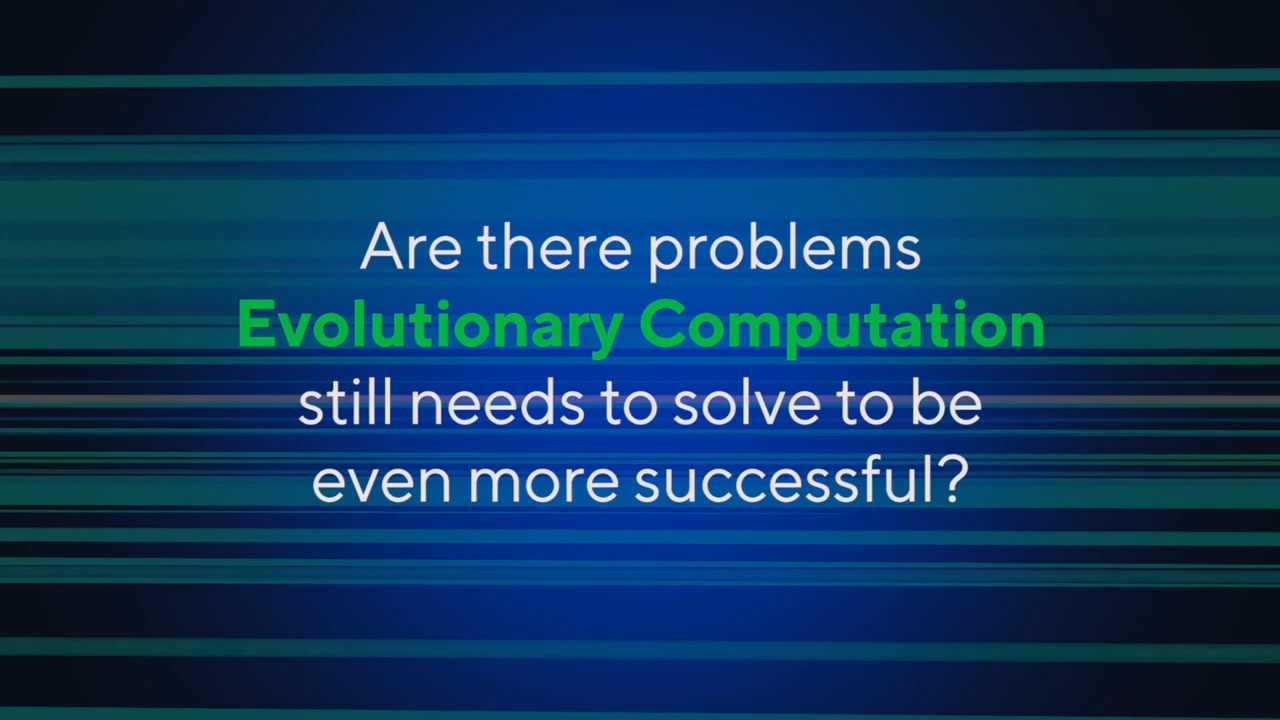 Are there problems
Evolutionary Computation
still needs to solve to be
even more successful?